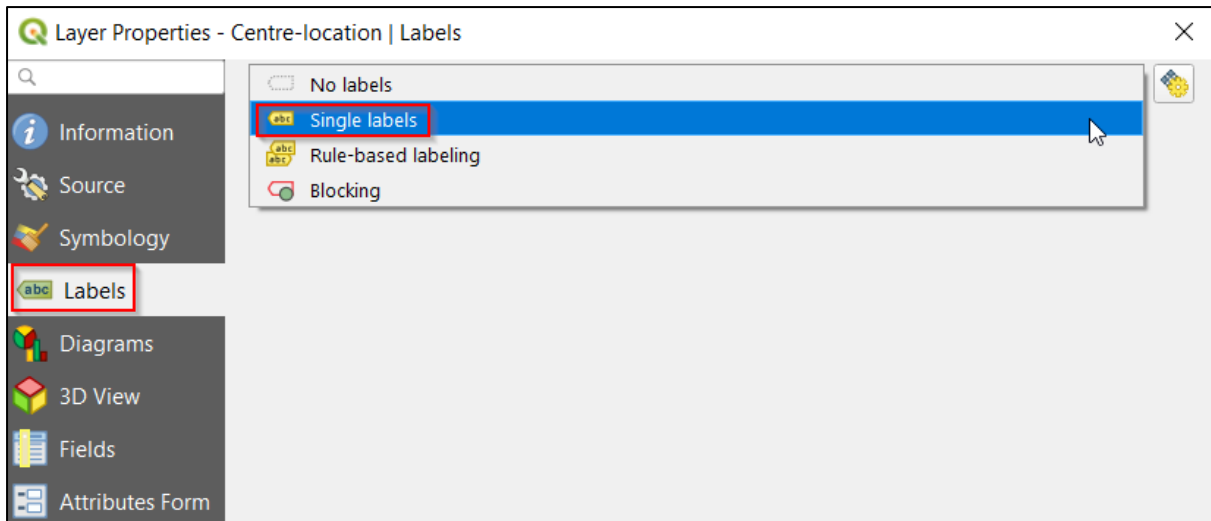 Layer Properties - Centre-location | Labels
No labels
abc Single labels
abc abc Rule-based labeling
Blocking
i Information
Source
Symbology
abc Labels
Diagrams
3D View
Fields
Attributes Form